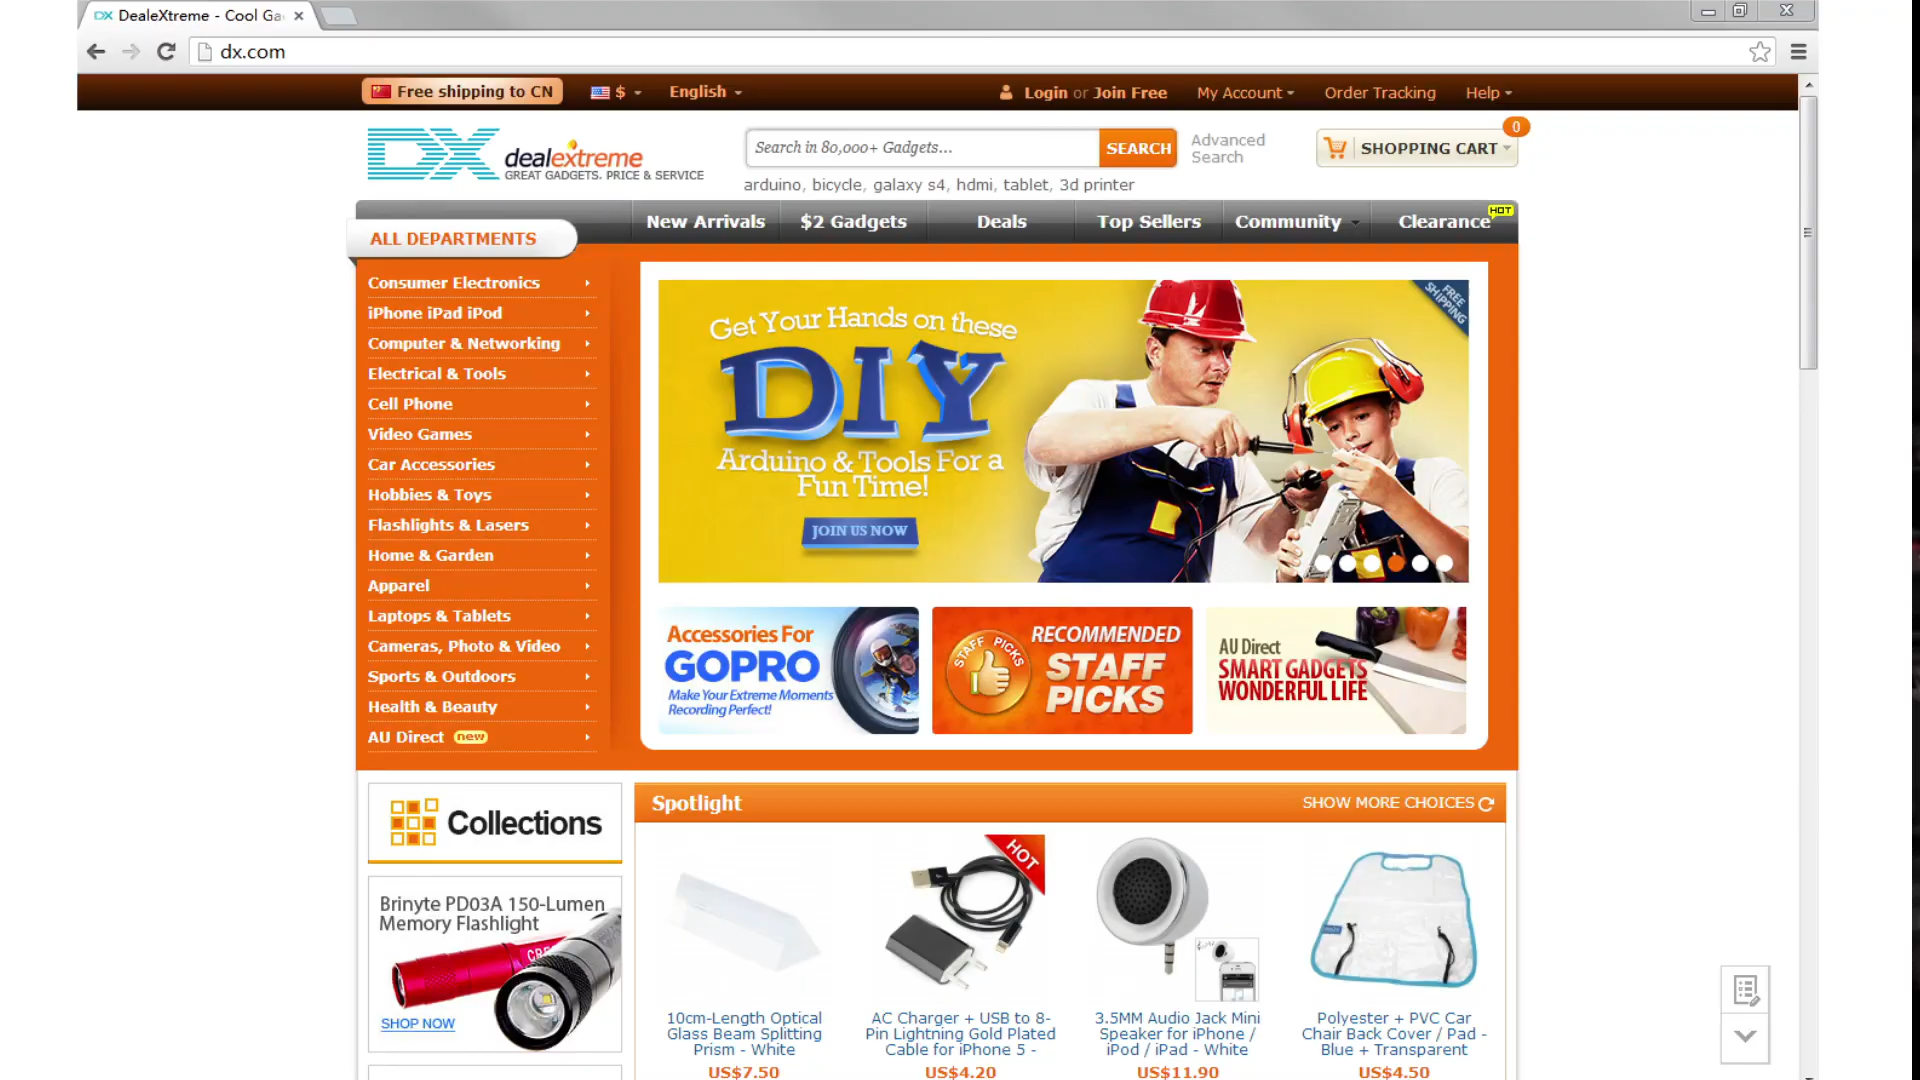 DX DealeXtreme - Cool Ga
dx.com
Free shipping to CN
$
English
Login or Join Free
My Account
Order Tracking
Help
DX dealextreme
GREAT GADGETS. PRICE & SERVICE
Search in 80,000+ Gadgets...
SEARCH
Advanced
Search
SHOPPING CART
0
arduino, bicycle, galaxy s4, hdmi, tablet, 3d printer
ALL DEPARTMENTS
New Arrivals
$2 Gadgets
Deals
Top Sellers
Community
Clearance
HOT
Consumer Electronics
iPhone iPad iPod
Computer & Networking
Electrical & Tools
Cell Phone
Video Games
Car Accessories
Hobbies & Toys
Flashlights & Lasers
Home & Garden
Apparel
Laptops & Tablets
Cameras, Photo & Video
Sports & Outdoors
Health & Beauty
AU Direct new
Get Your Hands on these
DIY
Arduino & Tools For a
Fun Time!
JOIN US NOW
FREE
SHIPPING
Accessories For
GOPRO
Make Your Extreme Moments
Recording Perfect!
STAFF PICKS
RECOMMENDED
STAFF
PICKS
AU Direct
SMART GADGETS
WONDERFUL LIFE
Collections
Brinyte PD03A 150-Lumen
Memory Flashlight
SHOP NOW
Spotlight
SHOW MORE CHOICES
HOT
10cm-Length Optical
Glass Beam Splitting
Prism - White
US$7.50
AC Charger + USB to 8-
Pin Lightning Gold Plated
Cable for iPhone 5 -
US$4.20
3.5MM Audio Jack Mini
Speaker for iPhone /
iPod / iPad - White
US$11.90
Polyester + PVC Car
Chair Back Cover / Pad -
Blue + Transparent
US$4.50